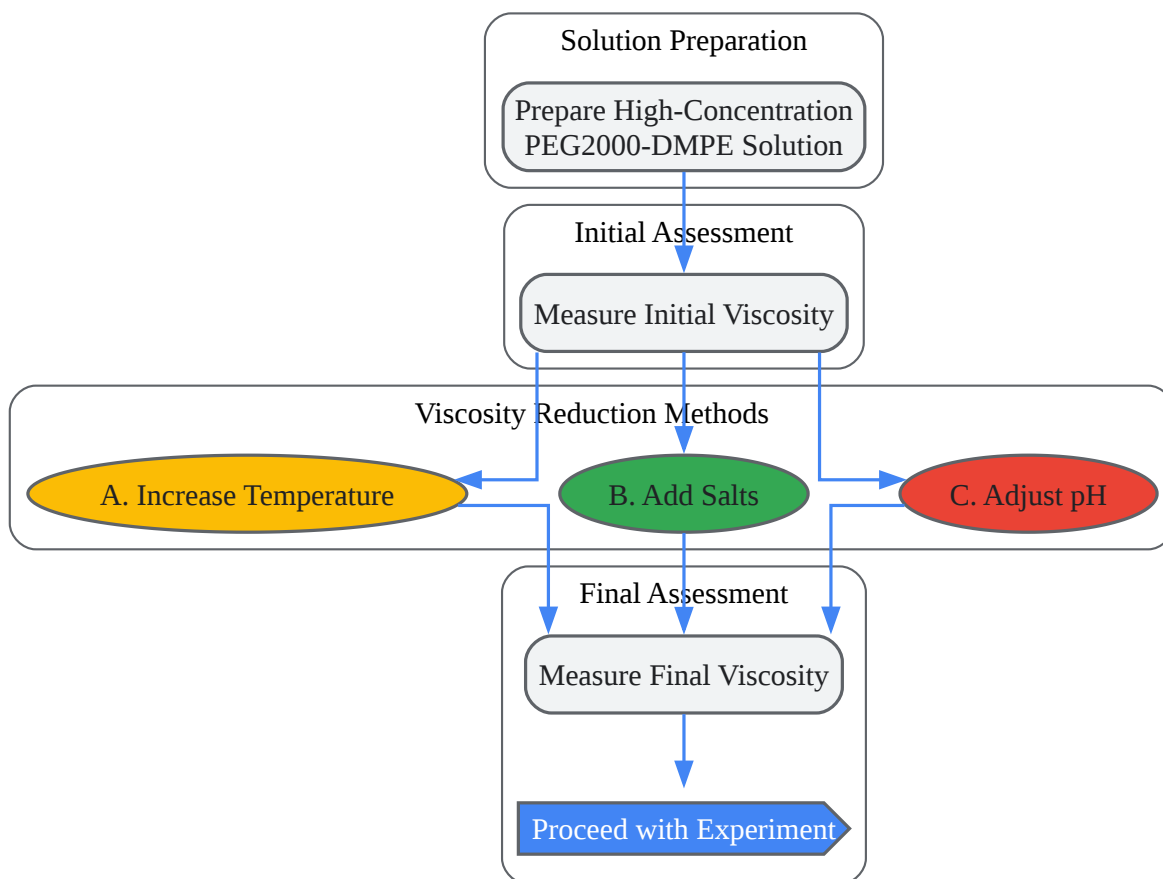 Solution Preparation
Prepare High-Concentration
PEG2000-DMPE Solution
Initial Assessment
Measure Initial Viscosity
Viscosity Reduction Methods
A. Increase Temperature
B. Add Salts
C. Adjust pH
Final Assessment
Measure Final Viscosity
Proceed with Experiment